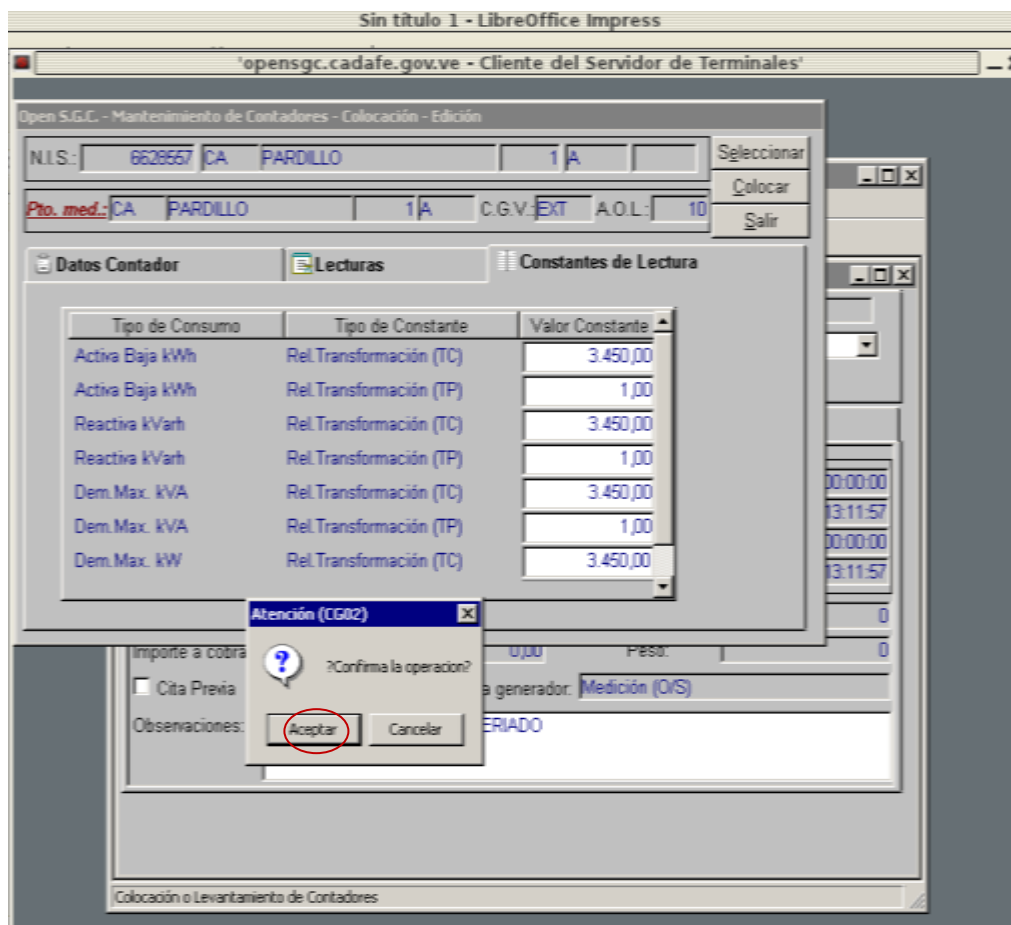 Sin título 1 - LibreOffice Impress
'opensgc.cadafe.gov.ve - Cliente del Servidor de Terminales'
Open S.G.C. - Mantenimiento de Contadores - Colocación - Edición
N.I.S.: 6628557 CA PARDILLO 1 A
Seleccionar
Colocar
Pto. med.: CA PARDILLO 1 A C.G.V.: EXT A.O.L.: 10
Salir
Datos Contador Lecturas Constantes de Lectura
Tipo de Consumo Tipo de Constante Valor Constante
Activa Baja kWh Rel.Transformación (TC) 3.450,00
Activa Baja kWh Rel.Transformación (TP) 1,00
Reactiva kVarh Rel.Transformación (TC) 3.450,00
Reactiva kVarh Rel.Transformación (TP) 1,00
Dem.Max. kVA Rel.Transformación (TC) 3.450,00
Dem.Max. kVA Rel.Transformación (TP) 1,00
Dem.Max. kW Rel.Transformación (TC) 3.450,00
00:00:00
13:11:57
00:00:00
13:11:57
0
Atención (CG02)
?Confirma la operacion?
Aceptar Cancelar
Importe a cobra 0,00 Peso: 0
Cita Previa a generador: Medición (O/S)
Observaciones: ERIADO
Colocación o Levantamiento de Contadores